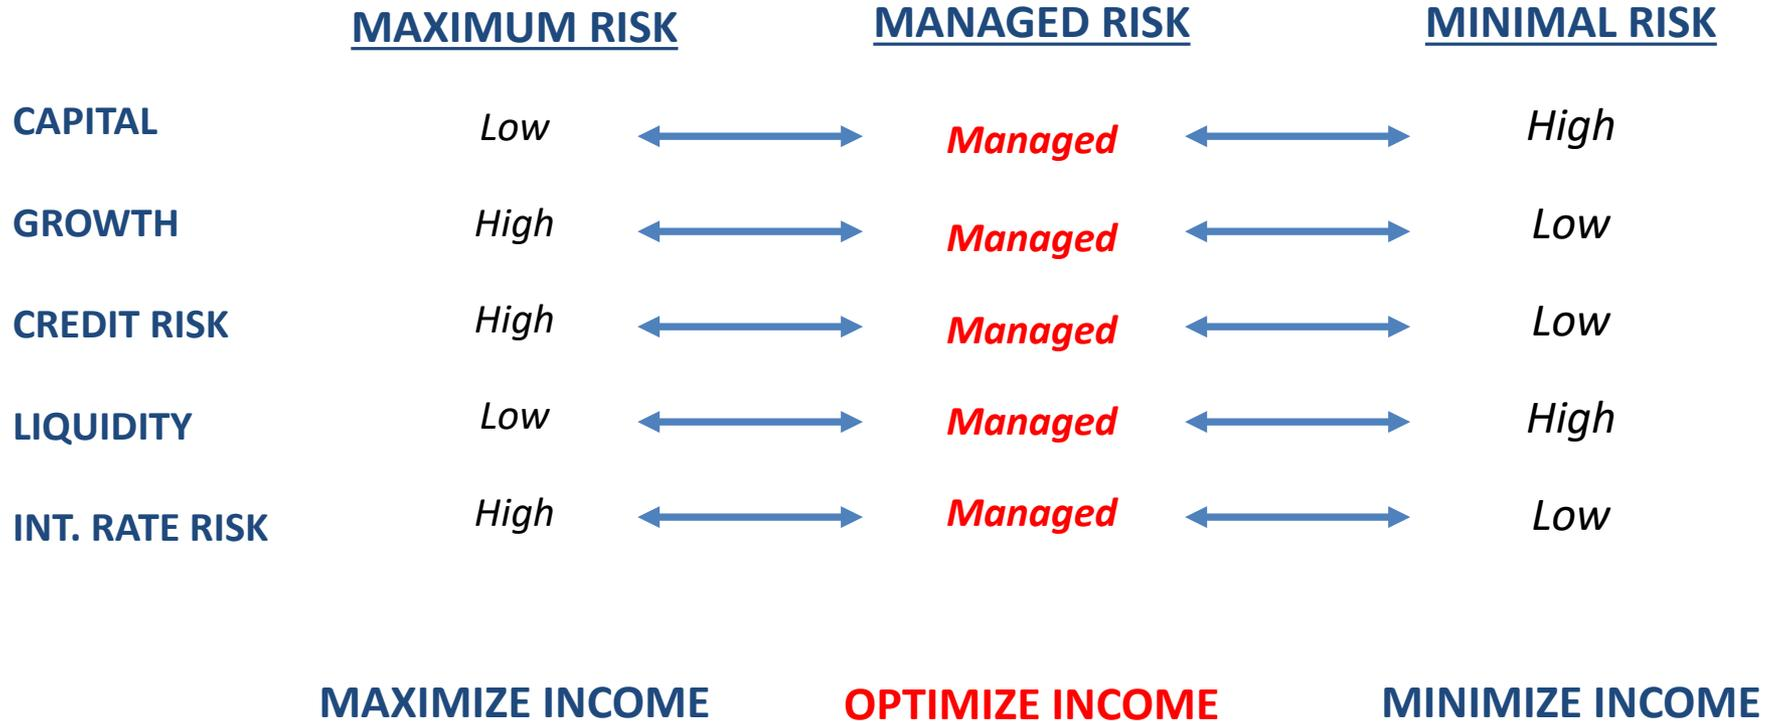 MAXIMUM RISK MANAGED RISK MINIMAL RISK
CAPITAL Low Managed High
GROWTH High Managed Low
CREDIT RISK High Managed Low
LIQUIDITY Low Managed High
INT. RATE RISK High Managed Low
MAXIMIZE INCOME OPTIMIZE INCOME MINIMIZE INCOME